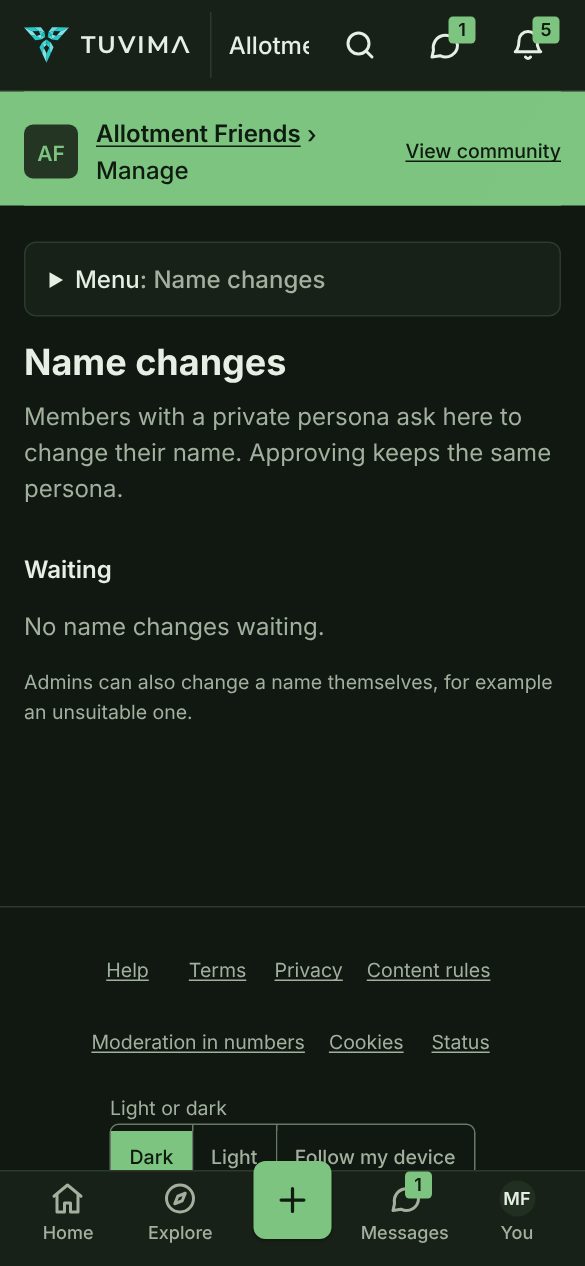 TUVIMA
Allotme
1
5
AF
Allotment Friends ›
Manage
View community
Menu: Name changes
Name changes
Members with a private persona ask here to
change their name. Approving keeps the same
persona.
Waiting
No name changes waiting.
Admins can also change a name themselves, for example
an unsuitable one.
Help Terms Privacy Content rules
Moderation in numbers Cookies Status
Light or dark
Dark Light Follow my device
1
Home Explore Messages MF You